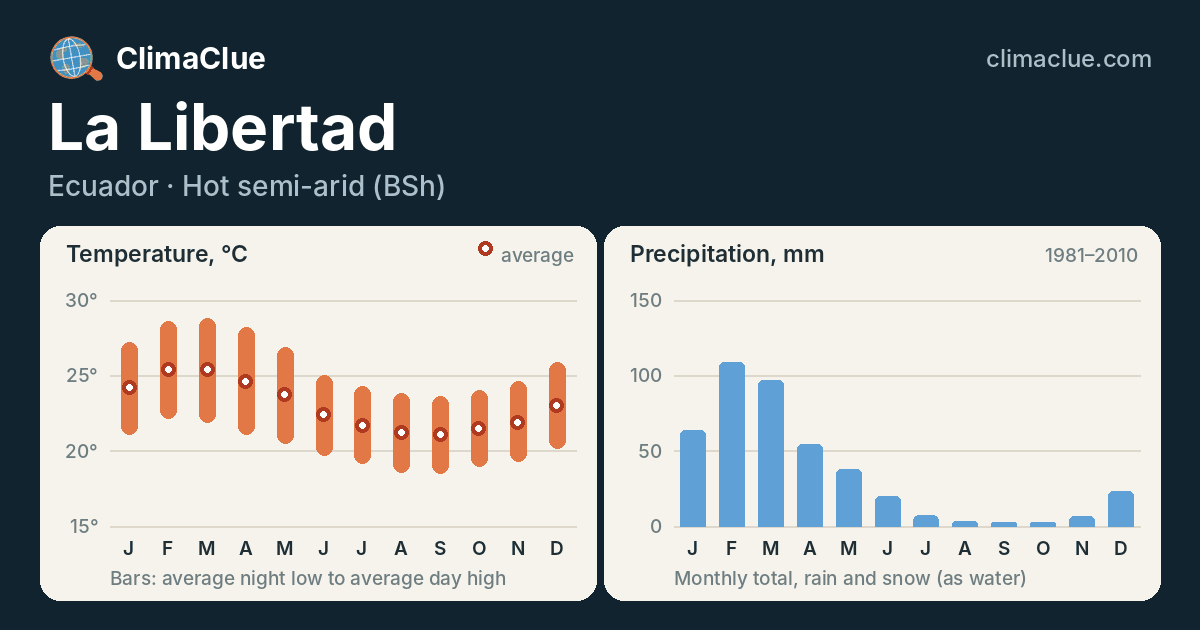 ClimaClue
climaclue.com
La Libertad
Ecuador · Hot semi-arid (BSh)
Temperature, °C
average
30°
25°
20°
15°
J F M A M J J A S O N D
Bars: average night low to average day high
Precipitation, mm
1981–2010
150
100
50
0
J F M A M J J A S O N D
Monthly total, rain and snow (as water)